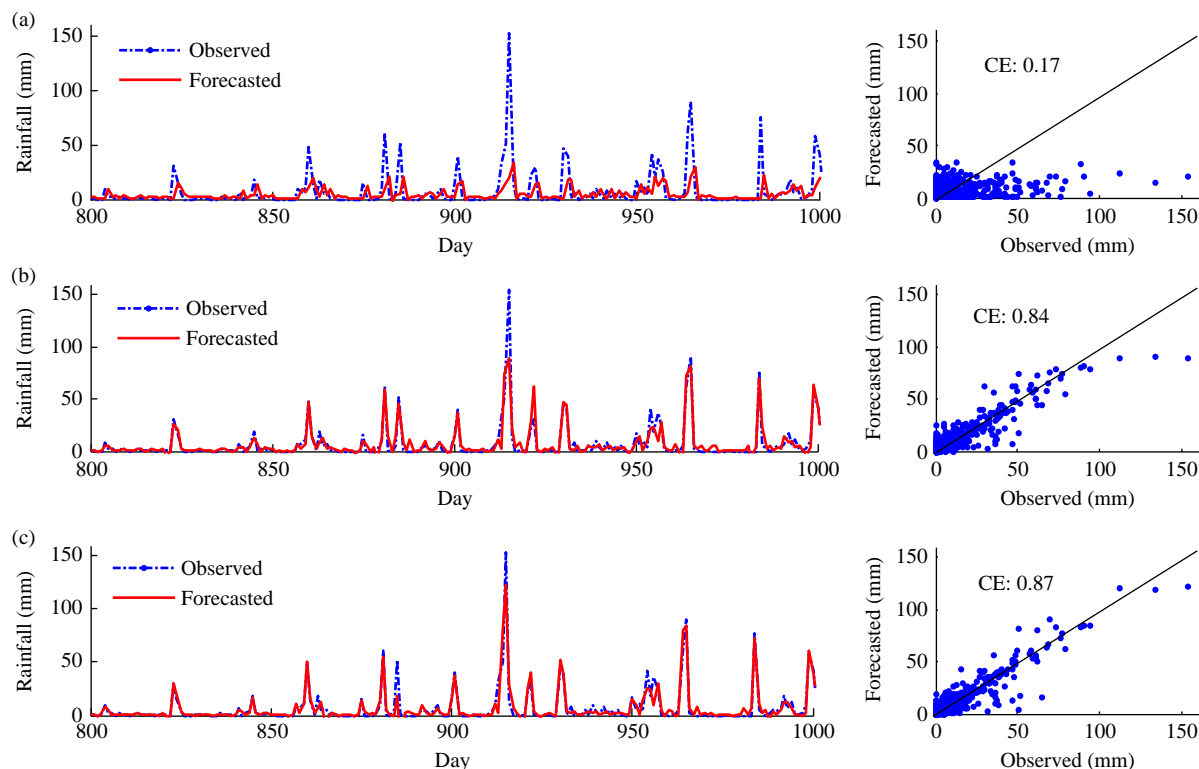 (a)
150
100
50
0
Rainfall (mm)
Observed
Forecasted
800
850
900
950
1000
Day
150
100
50
0
Forecasted (mm)
CE: 0.17
0
50
100
150
Observed (mm)
(b)
150
100
50
0
Rainfall (mm)
Observed
Forecasted
800
850
900
950
1000
Day
150
100
50
0
Forecasted (mm)
CE: 0.84
0
50
100
150
Observed (mm)
(c)
150
100
50
0
Rainfall (mm)
Observed
Forecasted
800
850
900
950
1000
Day
150
100
50
0
Forecasted (mm)
CE: 0.87
0
50
100
150
Observed (mm)